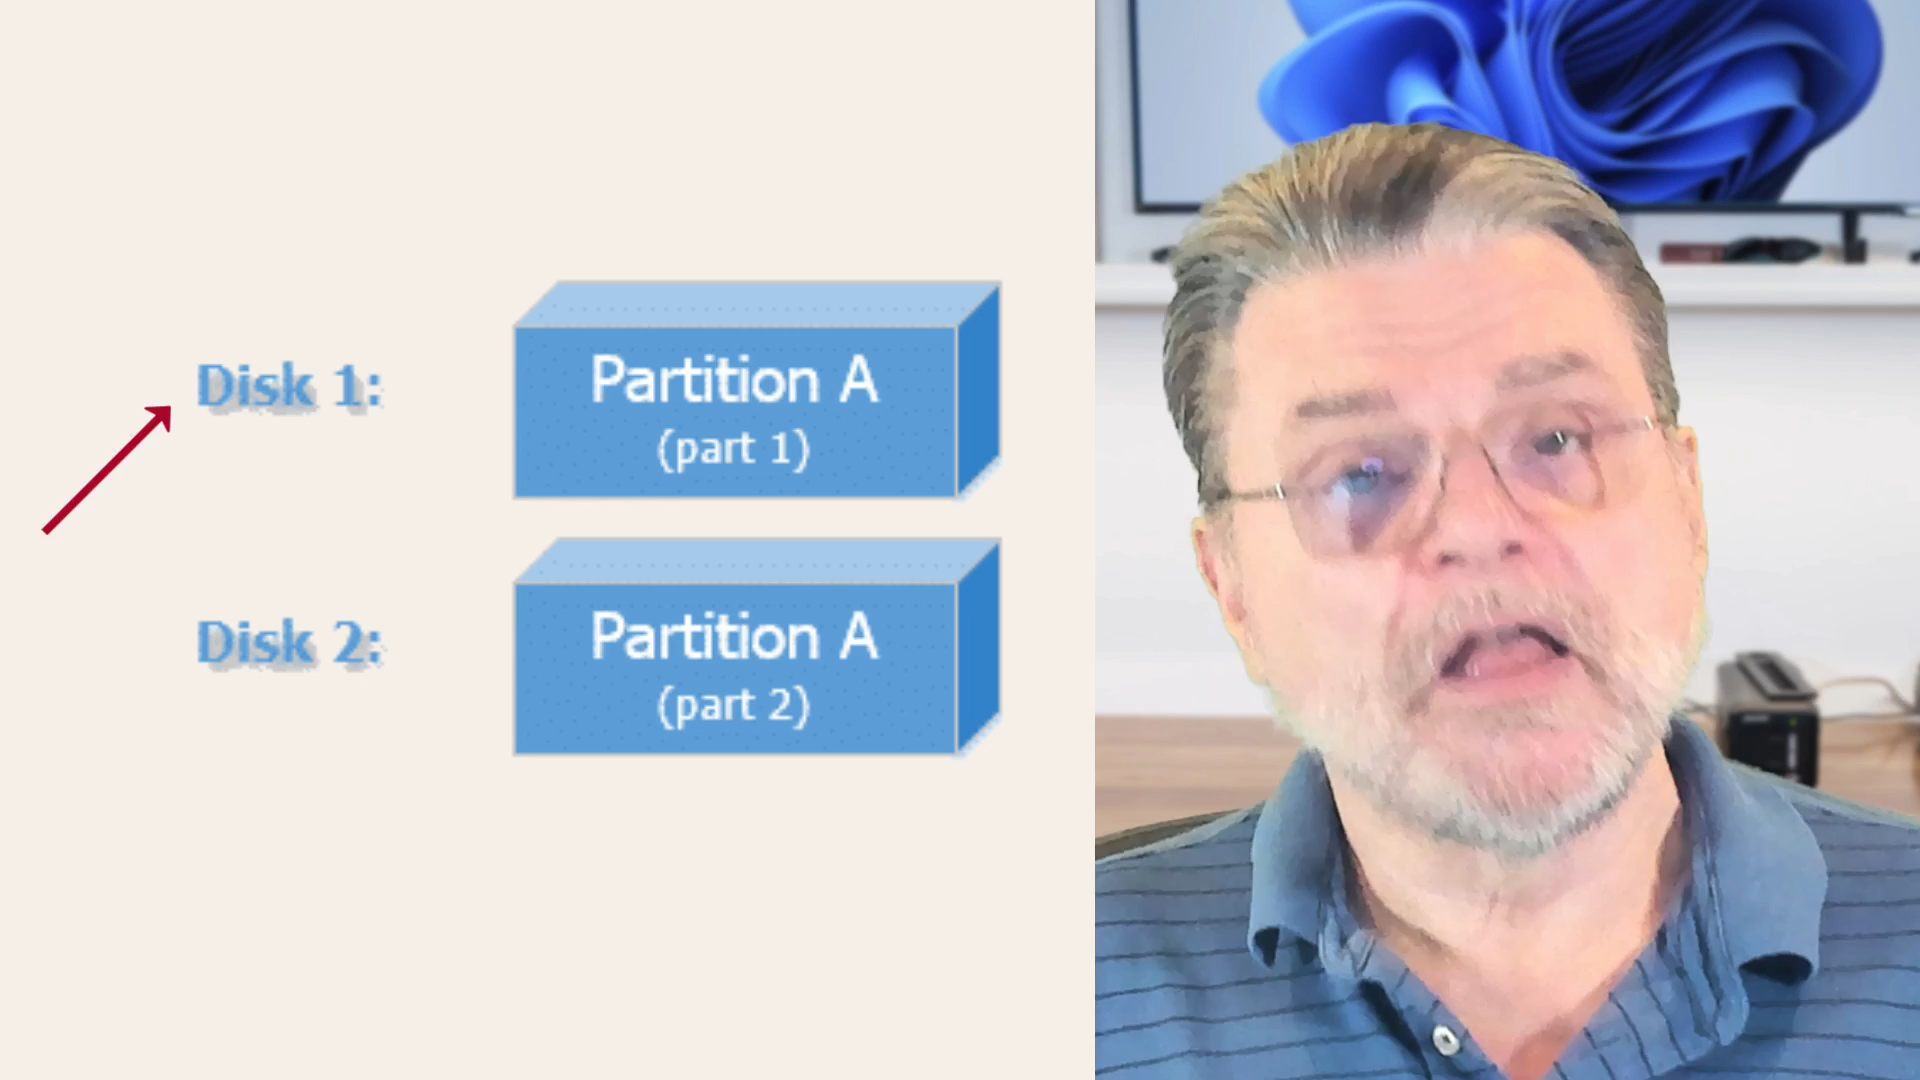 Disk 1:
Partition A
(part 1)
Disk 2:
Partition A
(part 2)